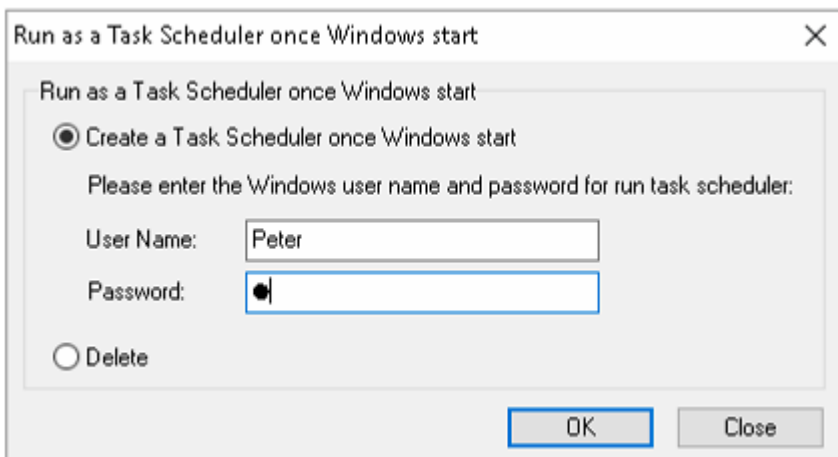 Run as a Task Scheduler once Windows start
Run as a Task Scheduler once Windows start
Create a Task Scheduler once Windows start
Please enter the Windows user name and password for run task scheduler:
User Name: Peter
Password: ●
Delete
OK Close